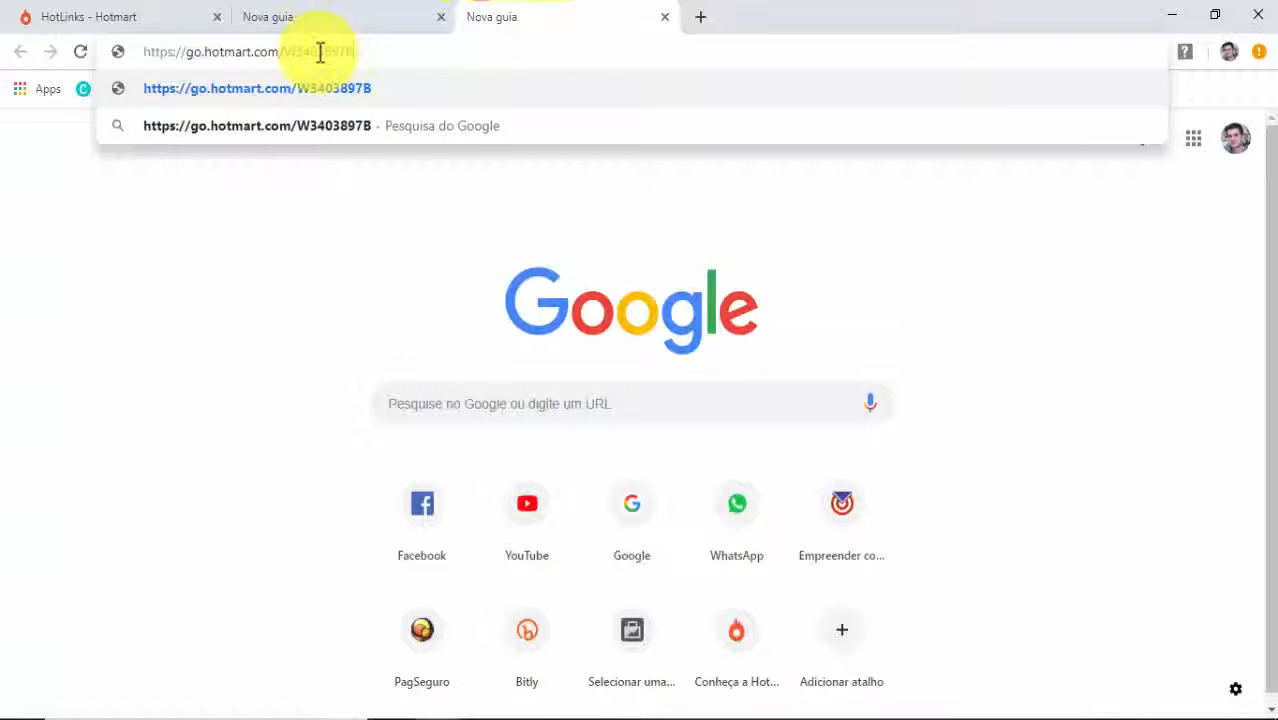 HotLinks - Hotmart
Nova guia
Nova guia
https://go.hotmart.com/W3403897B
Apps
https://go.hotmart.com/W3403897B
https://go.hotmart.com/W3403897B - Pesquisa do Google
Google
Pesquise no Google ou digite um URL
Facebook
YouTube
Google
WhatsApp
Empreender co...
PagSeguro
Bitly
Selecionar uma...
Conheça a Hot...
Adicionar atalho